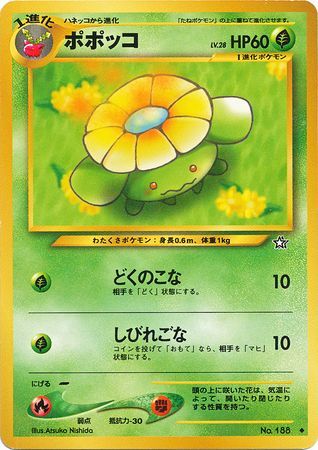 1進化
ハネッコから進化
「たねポケモン」の上に重ねて進化させます。
ポポッコ
LV.28 HP60
1進化ポケモン
わたくさポケモン：身長0.6m、体重1kg
どくのこな 10
相手を「どく」状態にする。
しびれごな 10
コインを投げて「おもて」なら、相手を「マヒ」状態にする。
にげる
弱点
抵抗力-30
頭の上に咲いた花は、気温によって、開いたり閉じたりする性質を持つ。
Illus.Atsuko Nishida
No.188